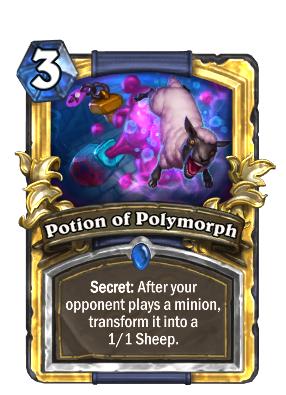 3
Potion of Polymorph
Secret: After your
opponent plays a minion,
transform it into a
1/1 Sheep.